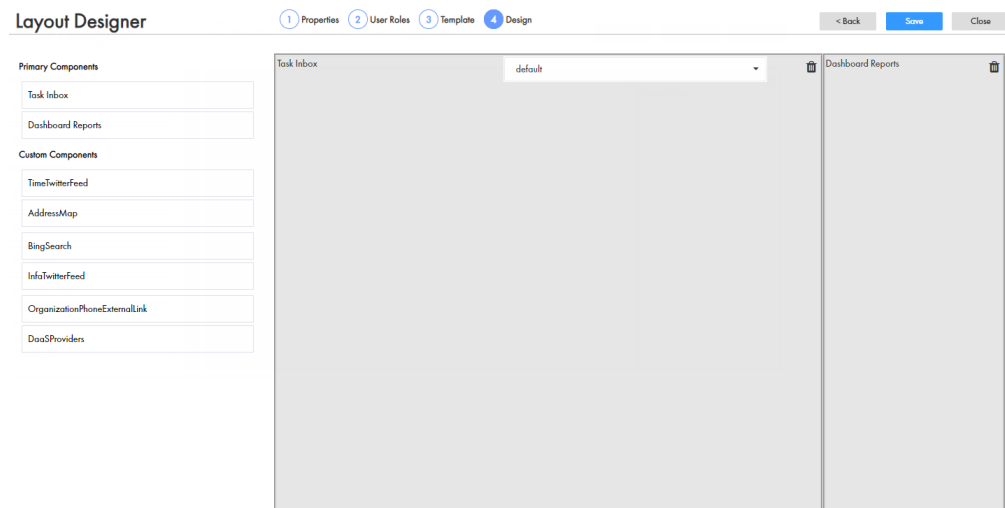 Layout Designer
1 Properties 2 User Roles 3 Template 4 Design
< Back Save Close
Primary Components
Task Inbox
Dashboard Reports
Custom Components
TimeTwitterFeed
AddressMap
BingSearch
InfaTwitterFeed
OrganizationPhoneExternalLink
DaaSProviders
Task Inbox
default
Dashboard Reports